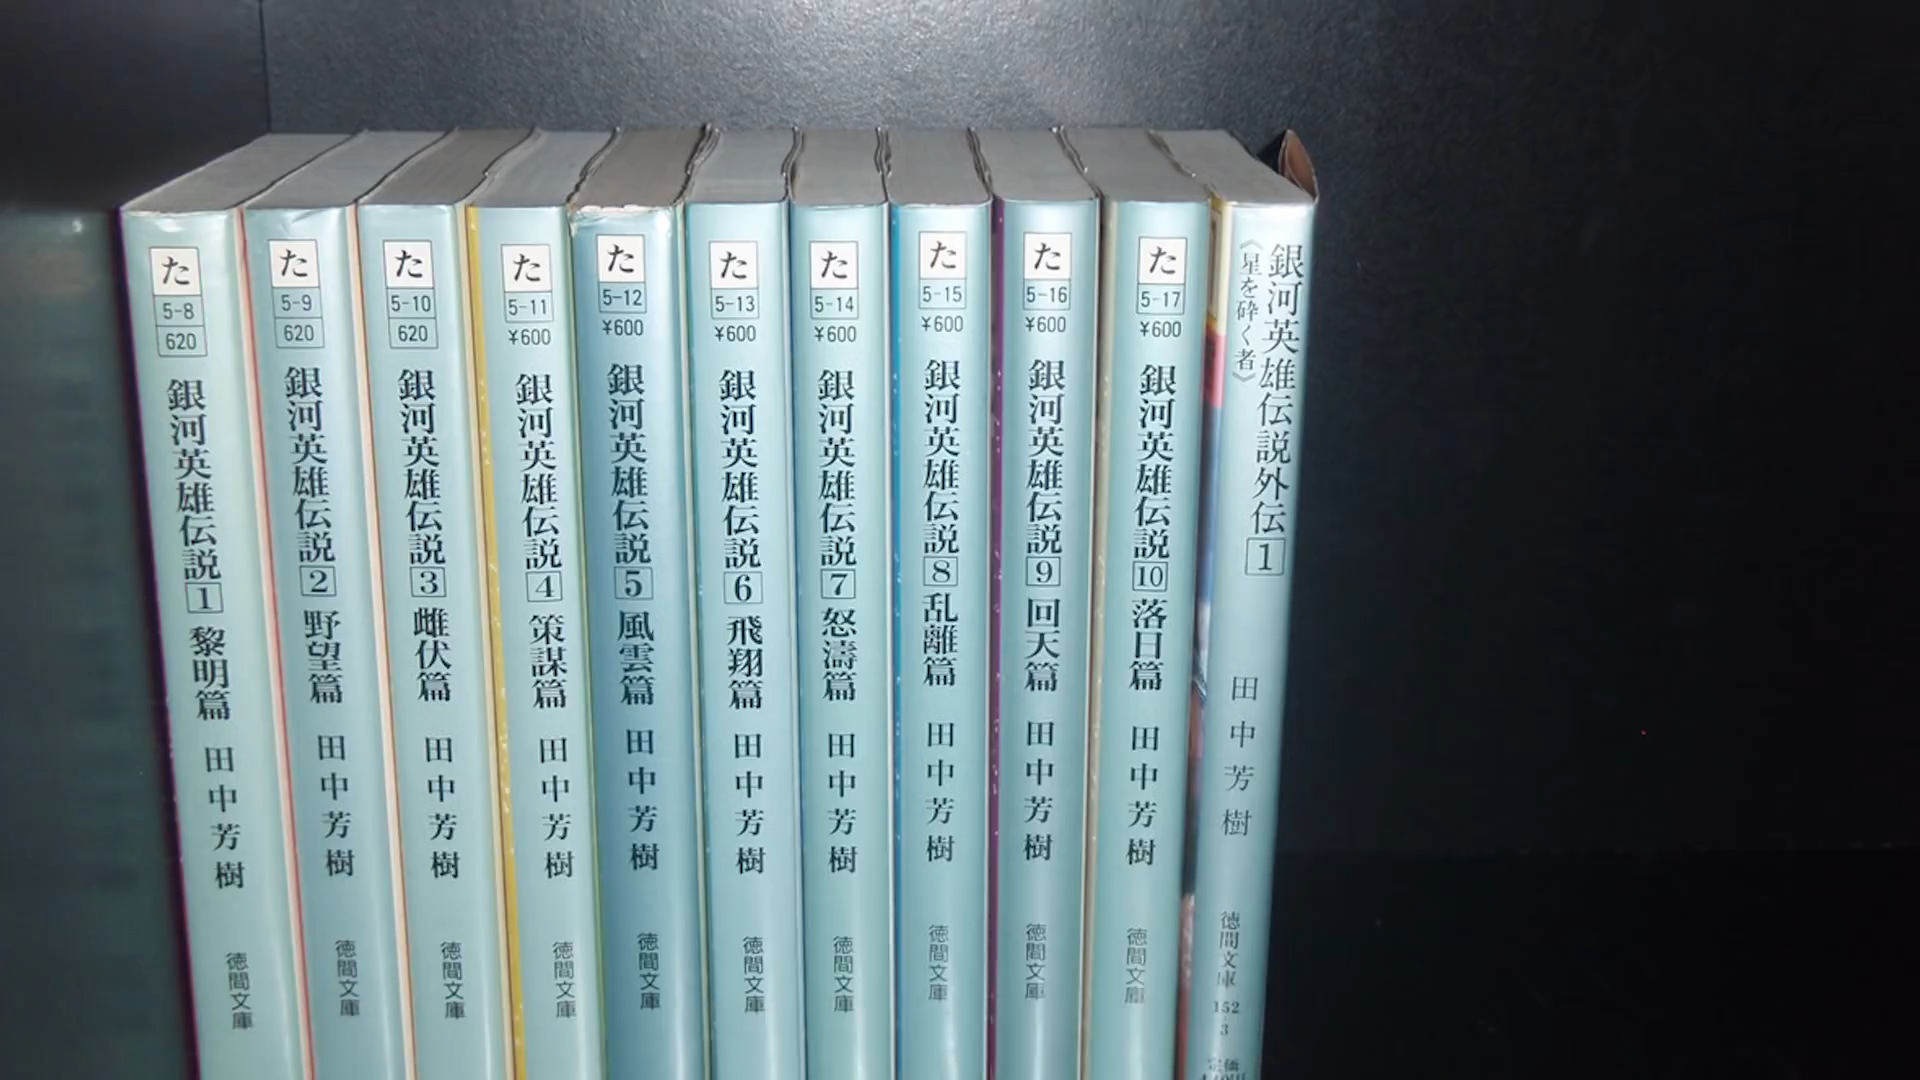 た
5-8
620
銀河英雄伝説 1 黎明篇
田中芳樹
徳間文庫
た
5-9
620
銀河英雄伝説 2 野望篇
田中芳樹
徳間文庫
た
5-10
620
銀河英雄伝説 3 雌伏篇
田中芳樹
徳間文庫
た
5-11
¥600
銀河英雄伝説 4 策謀篇
田中芳樹
徳間文庫
た
5-12
¥600
銀河英雄伝説 5 風雲篇
田中芳樹
徳間文庫
た
5-13
¥600
銀河英雄伝説 6 飛翔篇
田中芳樹
徳間文庫
た
5-14
¥600
銀河英雄伝説 7 怒濤篇
田中芳樹
徳間文庫
た
5-15
¥600
銀河英雄伝説 8 乱離篇
田中芳樹
徳間文庫
た
5-16
¥600
銀河英雄伝説 9 回天篇
田中芳樹
徳間文庫
た
5-17
¥600
銀河英雄伝説 10 落日篇
田中芳樹
徳間文庫
銀河英雄伝説外伝 1
《星を砕く者》
田中芳樹
徳間文庫
152
3
定価